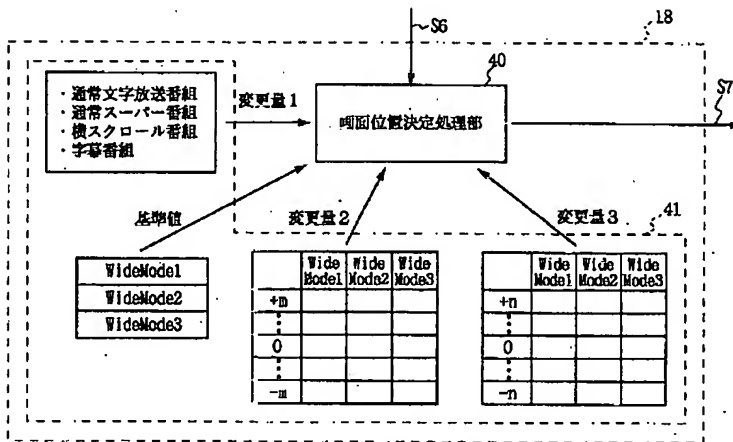 S6
18
40
S7
・通常文字放送番組
・通常スーパー番組
・横スクロール番組
・字幕番組
変更量1
画面位置決定処理部
基準値
変更量2
変更量3
41
WideMode1
WideMode2
WideMode3
Wide Wide Wide
Mode1 Mode2 Mode3
+m
0
-m
Wide Wide Wide
Mode1 Mode2 Mode3
+n
0
-n